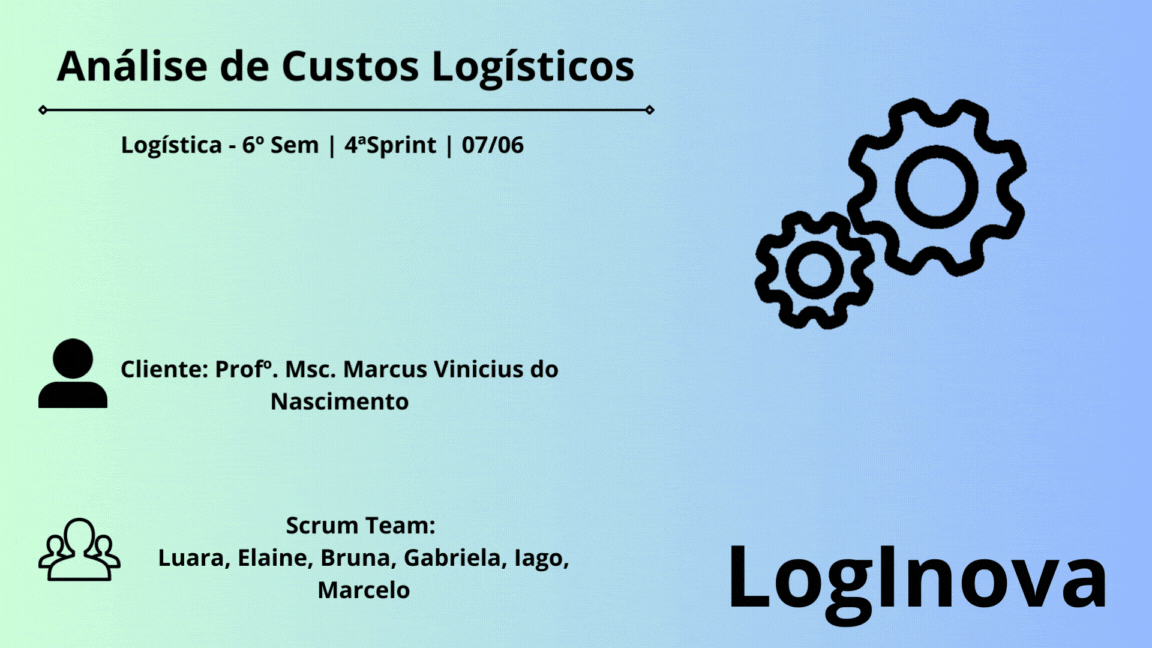 Análise de Custos Logísticos
Logística - 6º Sem | 4ªSprint | 07/06
Cliente: Profº. Msc. Marcus Vinicius do
Nascimento
Scrum Team:
Luara, Elaine, Bruna, Gabriela, Iago,
Marcelo
LogInova